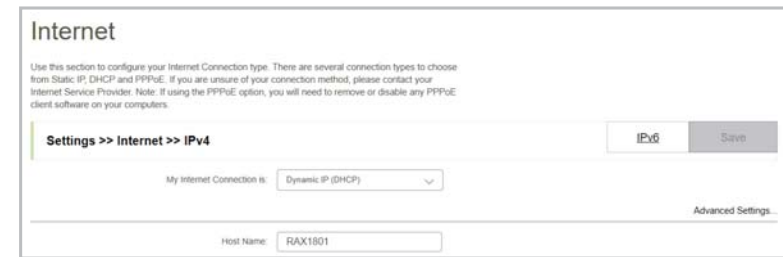 Internet
Use this section to configure your Internet Connection type. There are several connection types to choose
from Static IP, DHCP and PPPoE. If you are unsure of your connection method, please contact your
Internet Service Provider. Note: If using the PPPoE option, you will need to remove or disable any PPPoE
client software on your computers.
Settings >> Internet >> IPv4 IPv6 Save
My Internet Connection is: Dynamic IP (DHCP)
Advanced Settings...
Host Name: RAX1801